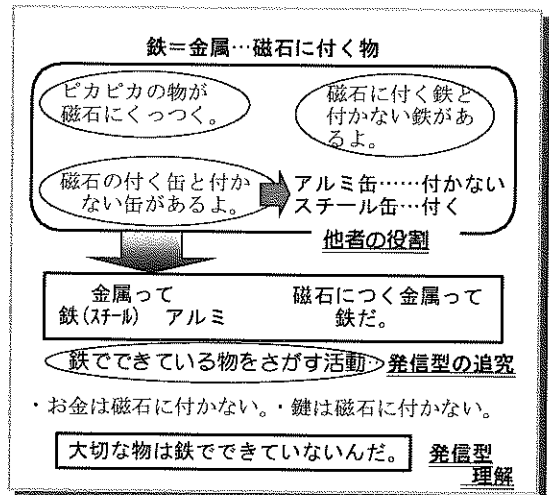 鉄＝金属…磁石に付く物
ピカピカの物が
磁石にくっつく。
磁石に付く鉄と
付かない鉄があ
るよ。
磁石の付く缶と付か
ない缶があるよ。
アルミ缶……付かない
スチール缶…付く
他者の役割
金属って
鉄(ｽﾁｰﾙ) アルミ
磁石につく金属って
鉄だ。
鉄でできている物をさがす活動 発信型の追究
・お金は磁石に付かない。・鍵は磁石に付かない。
大切な物は鉄でできていないんだ。
発信型
理解